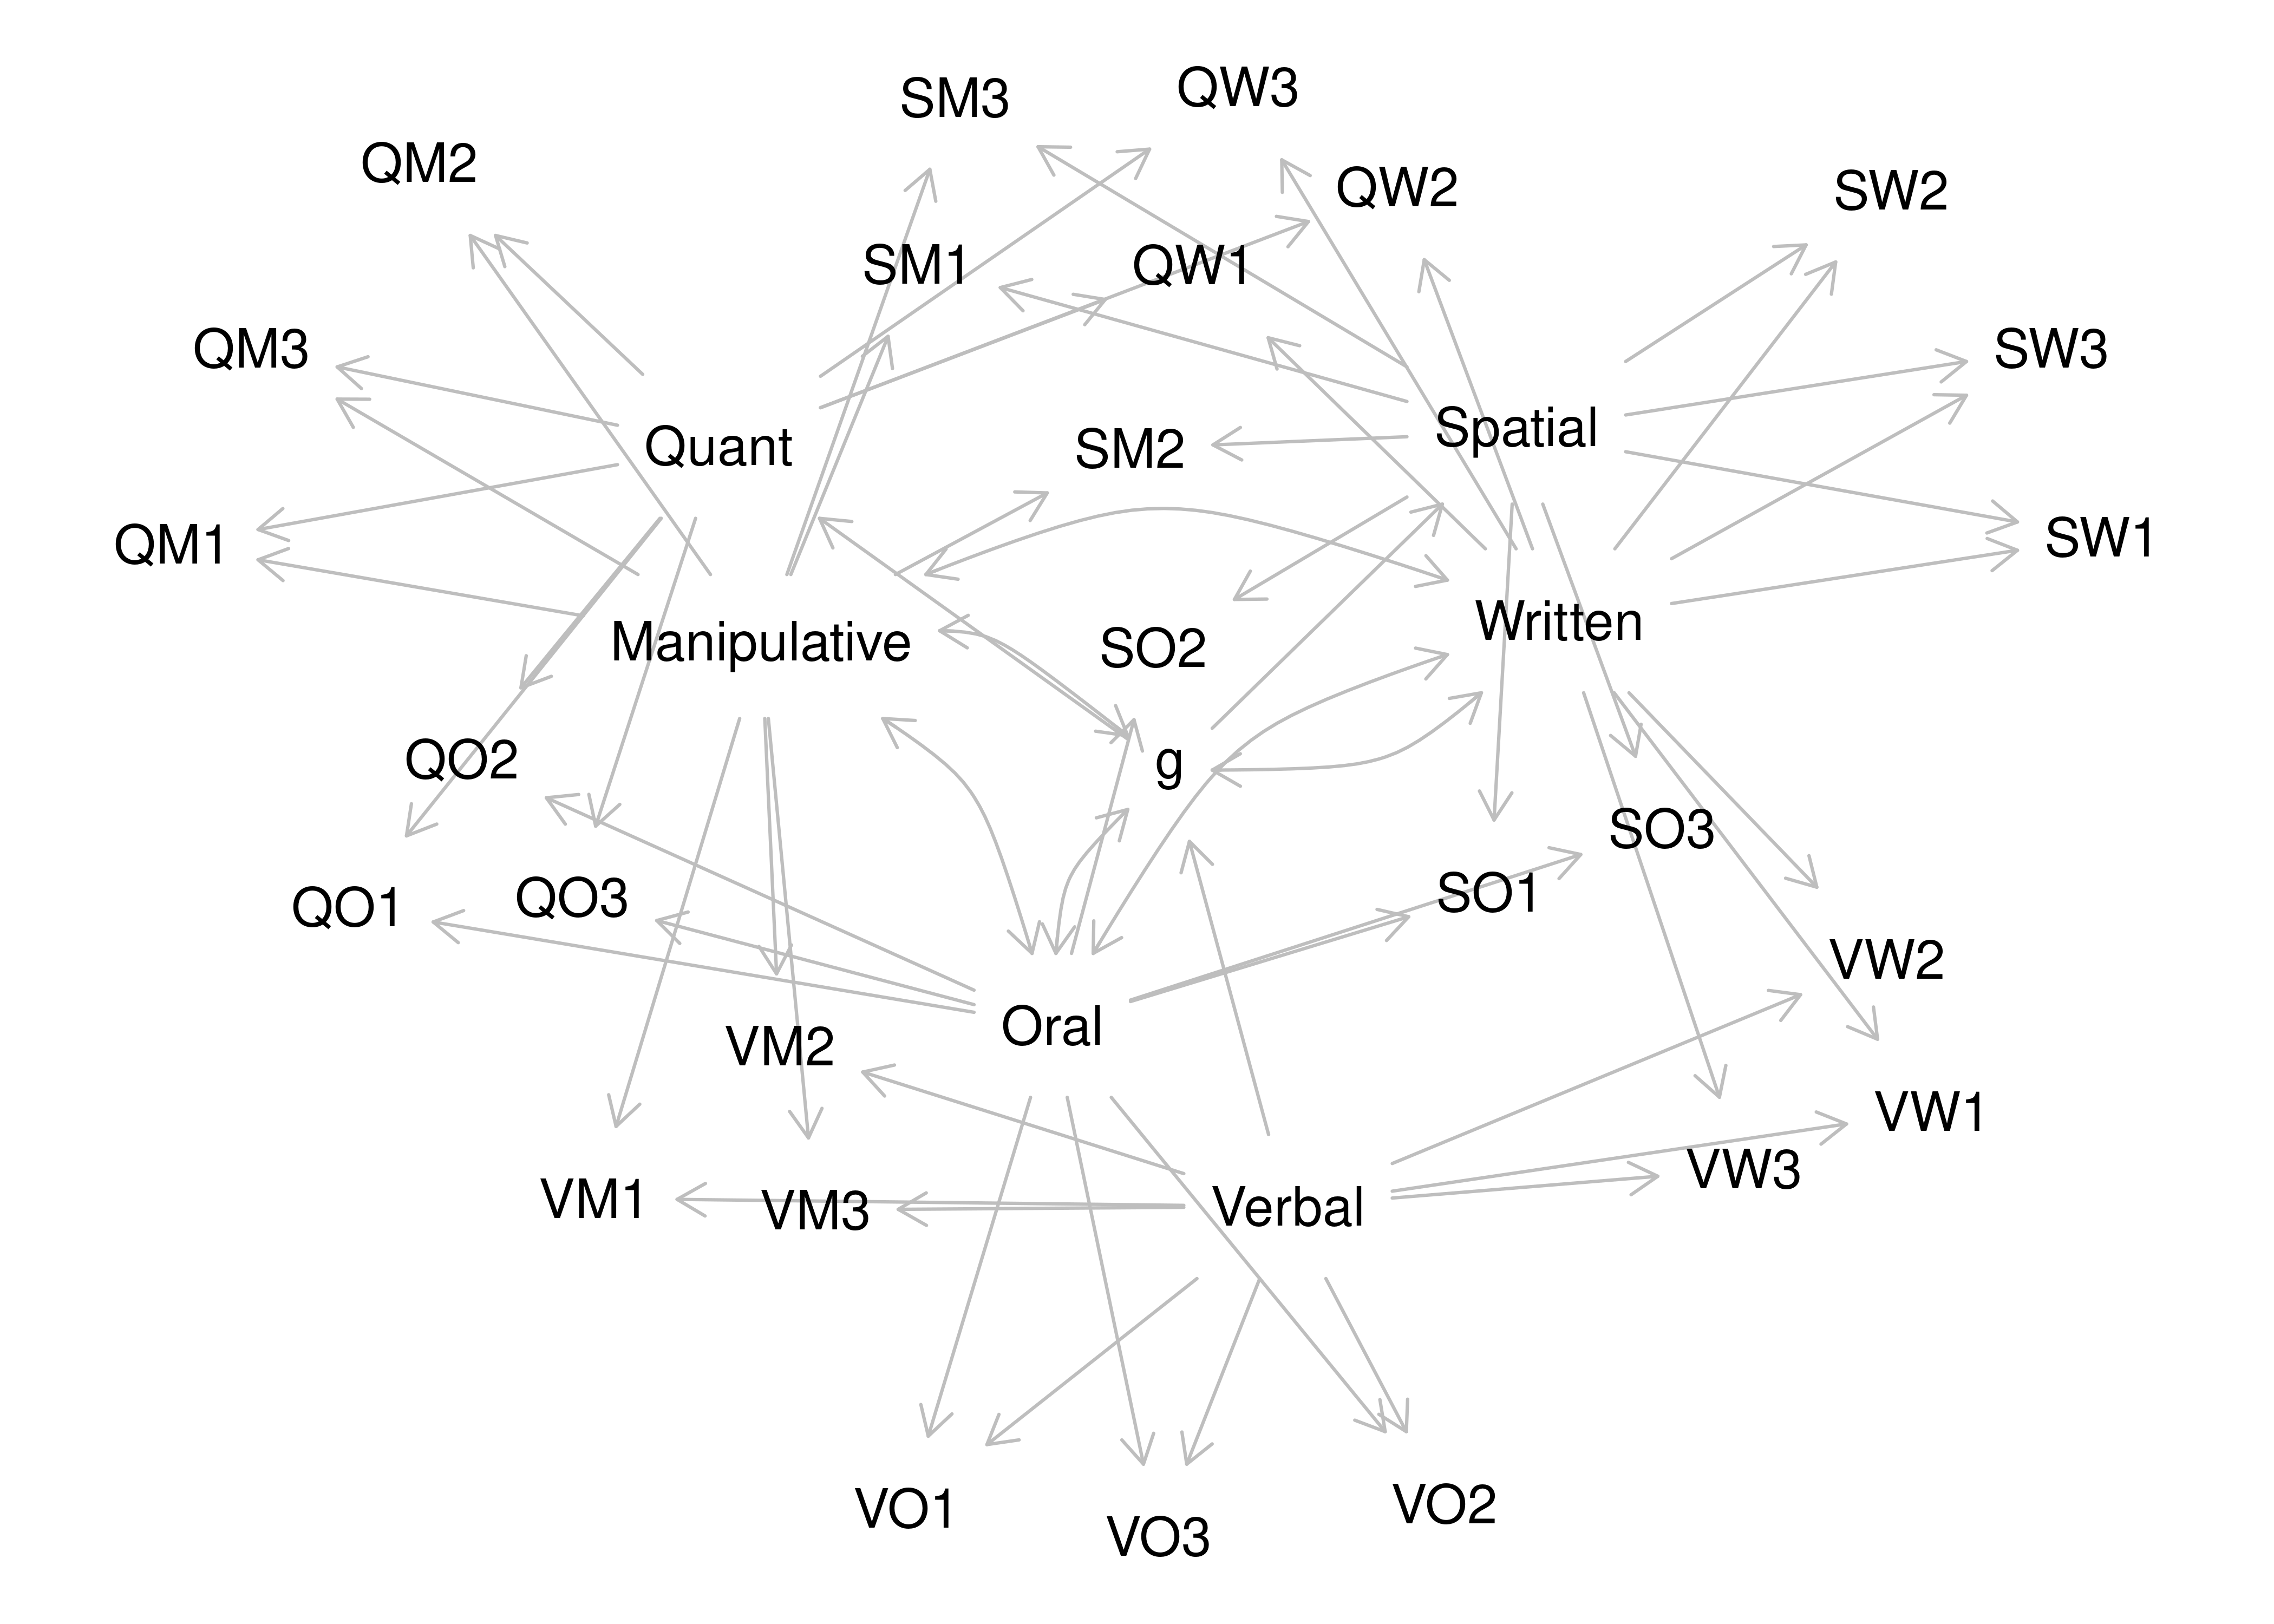 QW3
SM3
QM2
QW2
SW2
SM1
QW1
QM3
SW3
Spatial
Quant
SM2
SW1
QM1
Written
Manipulative
SO2
QO2
g
SO3
SO1
QO3
QO1
VW2
Oral
VM2
VW1
VW3
VM1
Verbal
VM3
VO2
VO1
VO3